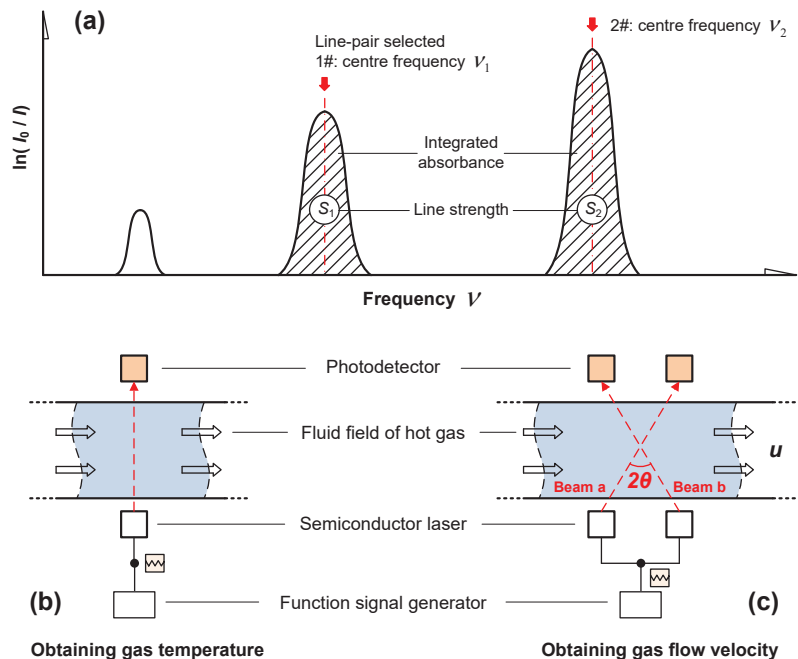 (a)
Line-pair selected
1#: centre frequency ν₁
2#: centre frequency ν₂
ln( I₀ / I )
Integrated
absorbance
S₁
Line strength
S₂
Frequency ν
Photodetector
Fluid field of hot gas
u
Beam a
2θ
Beam b
Semiconductor laser
(b)
Function signal generator
(c)
Obtaining gas temperature
Obtaining gas flow velocity